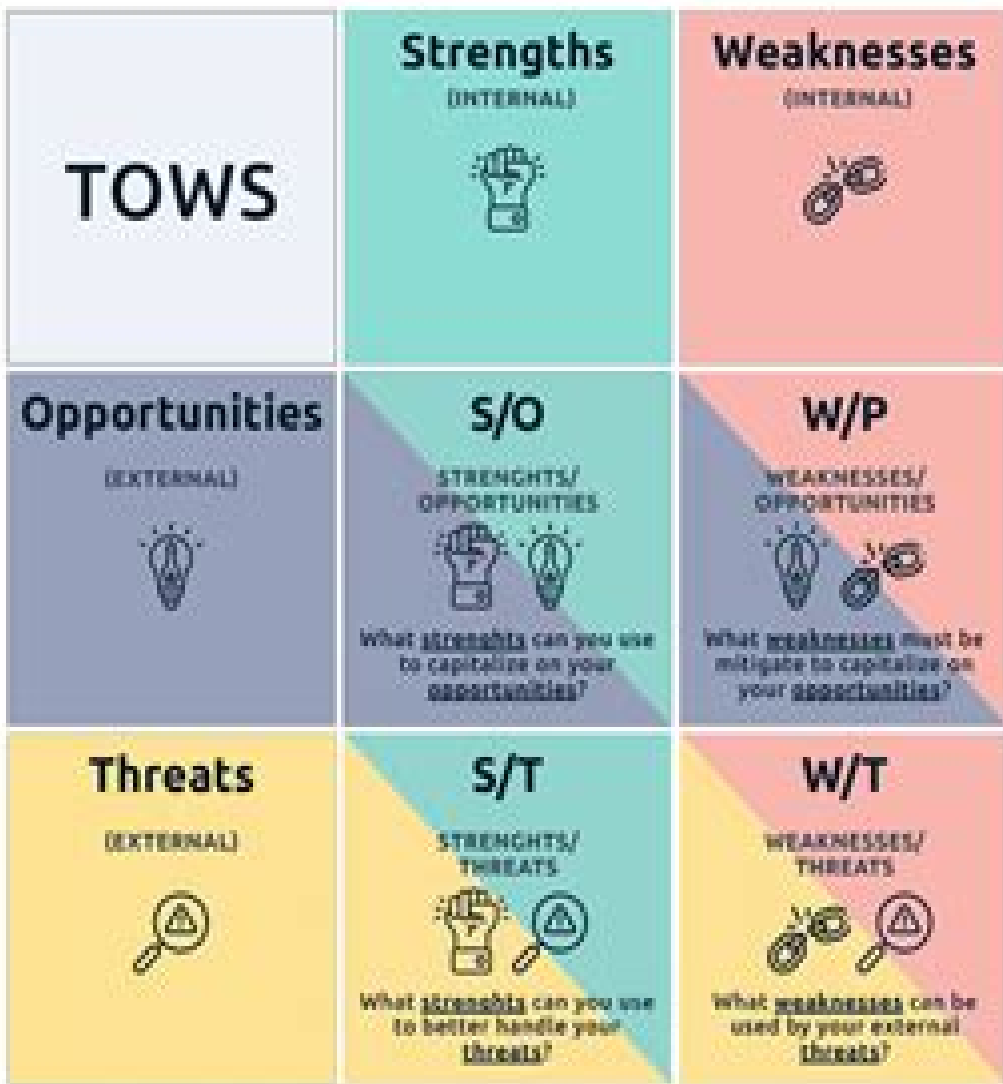 TOWS
Strengths
(INTERNAL)
Weaknesses
(INTERNAL)
Opportunities
(EXTERNAL)
S/O
STRENGHTS/
OPPORTUNITIES
What strenghts can you use
to capitalize on your
opportunities?
W/P
WEAKNESSES/
OPPORTUNITIES
What weaknesses must be
mitigate to capitalize on
your opportunities?
Threats
(EXTERNAL)
S/T
STRENGHTS/
THREATS
What strenghts can you use
to better handle your
threats?
W/T
WEAKNESSES/
THREATS
What weaknesses can be
used by your external
threats?